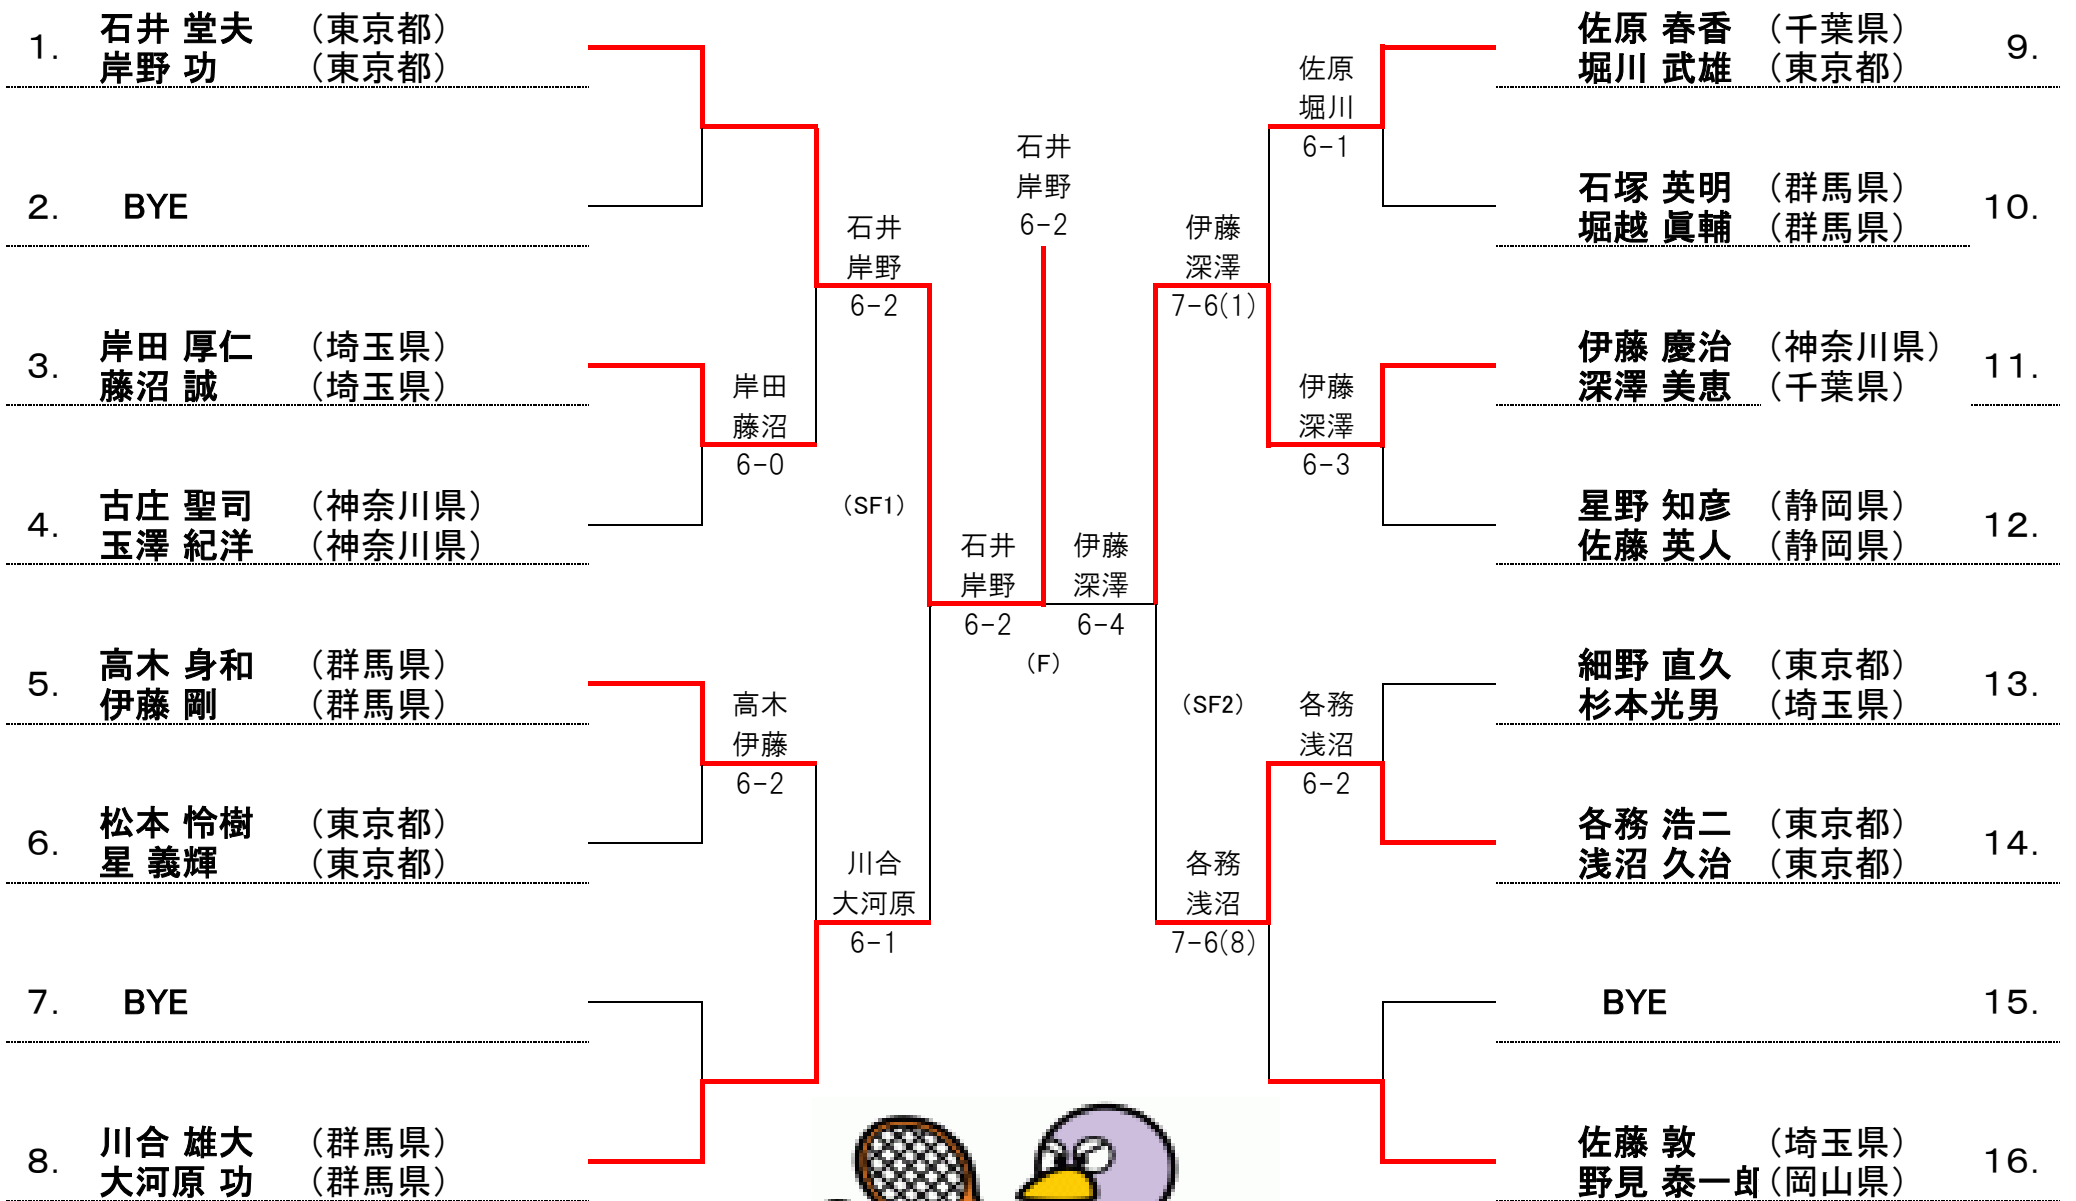 1. 石井 堂夫 （東京都）
岸野 功 （東京都）
2. BYE
3. 岸田 厚仁 （埼玉県）
藤沼 誠 （埼玉県）
4. 古庄 聖司 （神奈川県）
玉澤 紀洋 （神奈川県）
5. 高木 身和 （群馬県）
伊藤 剛 （群馬県）
6. 松本 怜樹 （東京都）
星 義輝 （東京都）
7. BYE
8. 川合 雄大 （群馬県）
大河原 功 （群馬県）
岸田
藤沼
6-0
高木
伊藤
6-2
石井
岸野
6-2
（SF1）
川合
大河原
6-1
石井
岸野
6-2
石井
岸野
6-2
（F）
伊藤
深澤
6-4
伊藤
深澤
7-6(1)
（SF2）
各務
浅沼
7-6(8)
佐原
堀川
6-1
伊藤
深澤
6-3
各務
浅沼
6-2
佐原 春香 （千葉県） 9.
堀川 武雄 （東京都）
石塚 英明 （群馬県） 10.
堀越 眞輔 （群馬県）
伊藤 慶治 （神奈川県） 11.
深澤 美恵 （千葉県）
星野 知彦 （静岡県） 12.
佐藤 英人 （静岡県）
細野 直久 （東京都） 13.
杉本光男 （埼玉県）
各務 浩二 （東京都） 14.
浅沼 久治 （東京都）
BYE 15.
佐藤 敦 （埼玉県） 16.
野見 泰一郎 （岡山県）